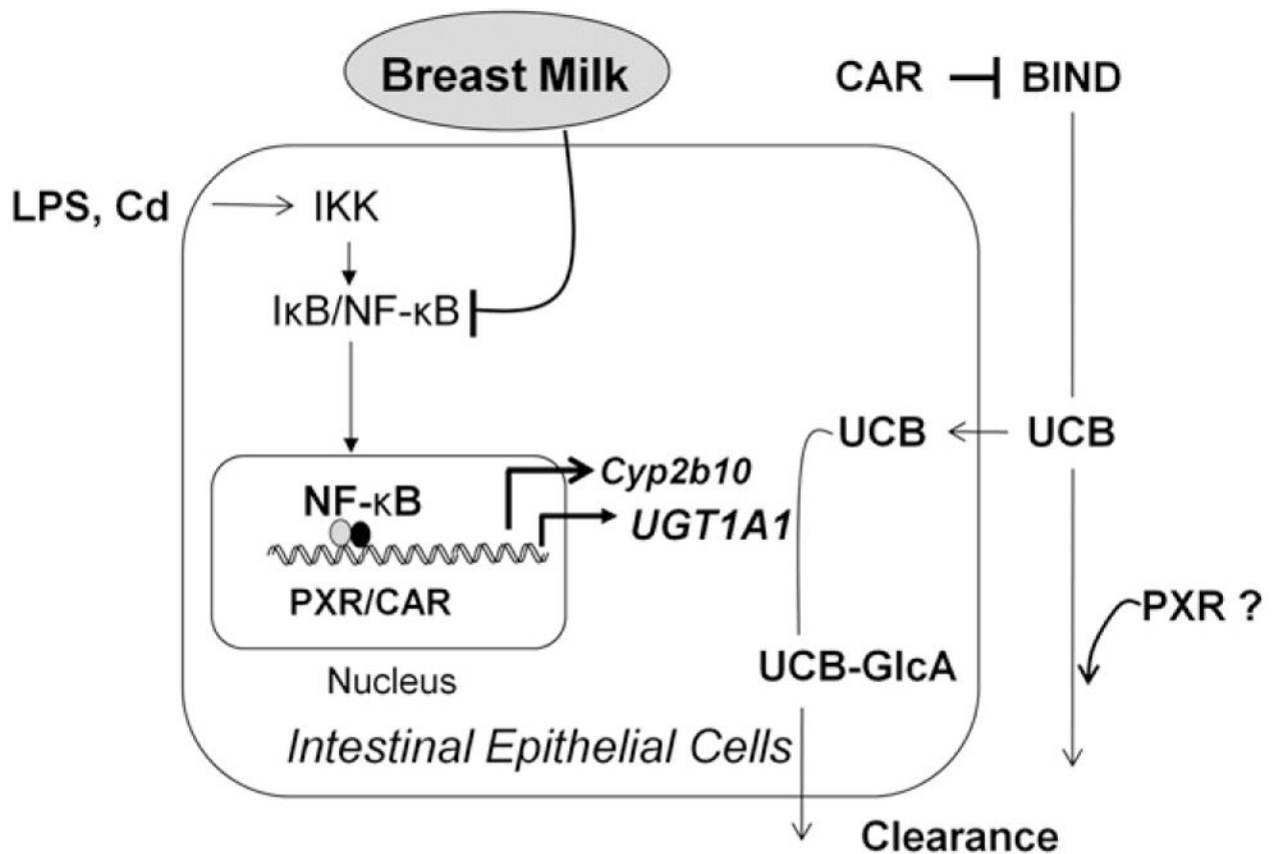 Breast Milk
CAR
BIND
LPS, Cd
IKK
IκB/NF-κB
UCB
UCB
NF-κB
Cyp2b10
UGT1A1
PXR/CAR
PXR ?
UCB-GlcA
Nucleus
Intestinal Epithelial Cells
Clearance